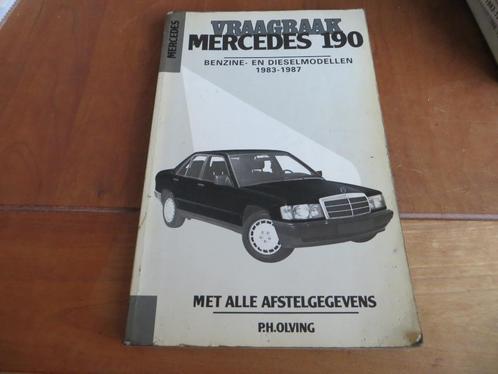 MERCEDES
VRAAGBAAK
MERCEDES 190
BENZINE- EN DIESELMODELLEN
1983-1987
MET ALLE AFSTELGEGEVENS
P.H.OLVING